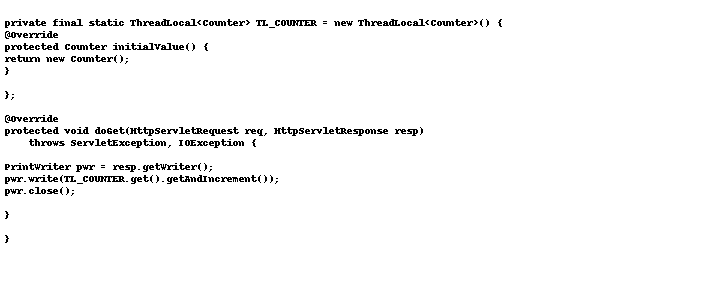 private final static ThreadLocal<Counter> TL_COUNTER = new ThreadLocal<Counter>() {
@Override
protected Counter initialValue() {
return new Counter();
}
};
@Override
protected void doGet(HttpServletRequest req, HttpServletResponse resp)
throws ServletException, IOException {
PrintWriter pwr = resp.getWriter();
pwr.write(TL_COUNTER.get().getAndIncrement());
pwr.close();
}
}